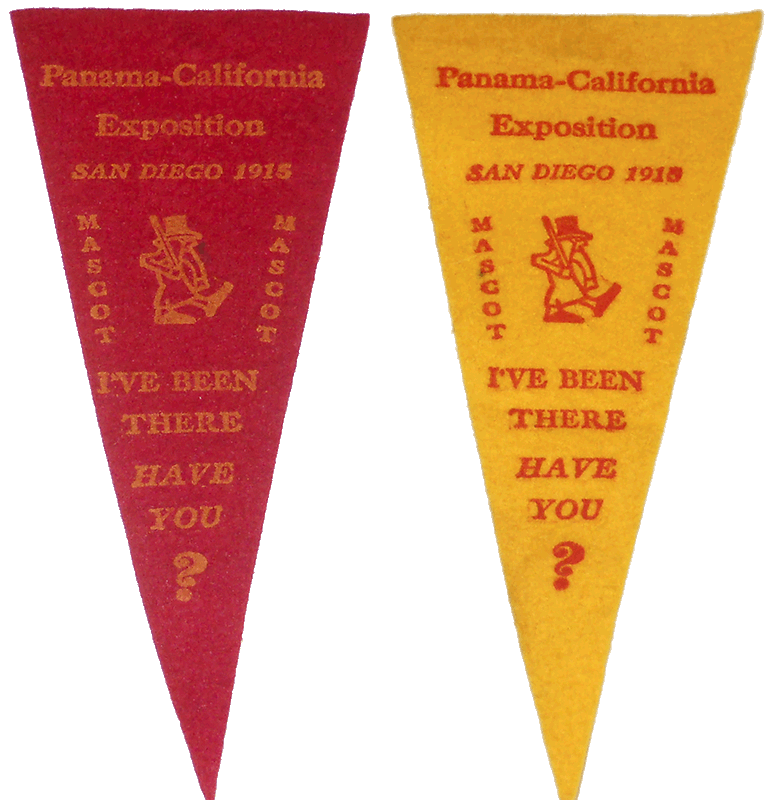 Panama-California
Exposition
SAN DIEGO 1915
MASCOT
MASCOT
I'VE BEEN
THERE
HAVE
YOU
?
Panama-California
Exposition
SAN DIEGO 1915
MASCOT
MASCOT
I'VE BEEN
THERE
HAVE
YOU
?